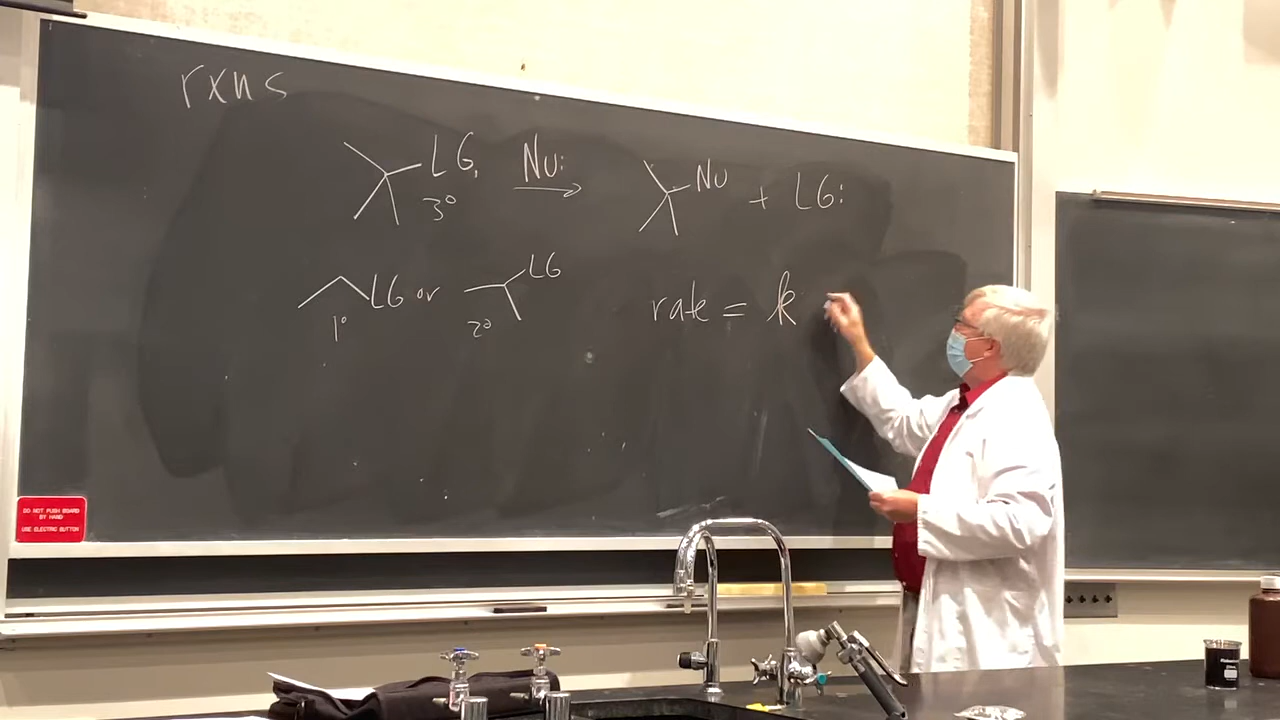 rxns
LG, 3° Nu: Nu + LG:
LG or LG
1° 2°
rate = k
DO NOT PUSH BOARD
BY HAND
USE ELECTRIC BUTTON